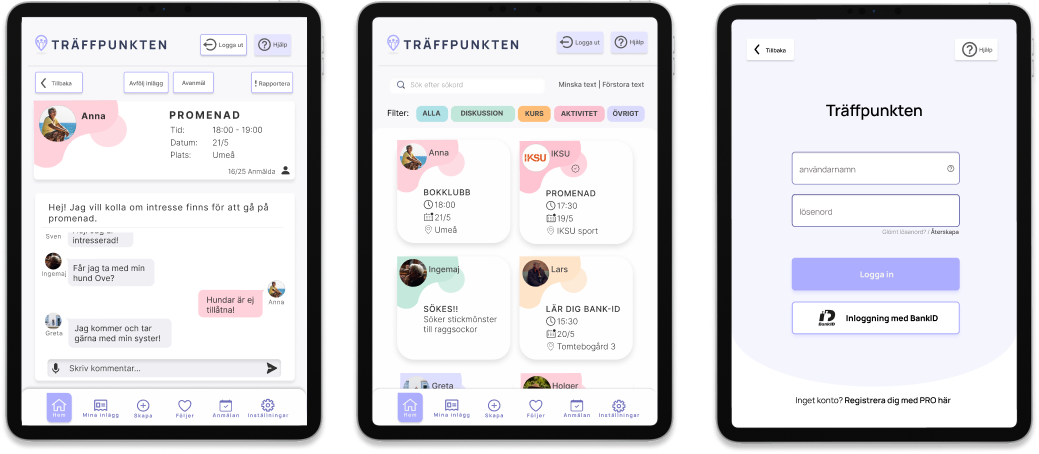 TRÄFFPUNKTEN
Logga ut
Hjälp
Tillbaka
Avfölj inlägg
Avanmäl
! Rapportera
Anna
PROMENAD
Tid: 18:00 - 19:00
Datum: 21/5
Plats: Umeå
16/25 Anmälda
Hej! Jag vill kolla om intresse finns för att gå på
promenad.
Sven
Hej! Jag är
intresserad!
Ingemaj
Får jag ta med min
hund Ove?
Hundar är ej
tillåtna!
Anna
Greta
Jag kommer och tar
gärna med min syster!
Skriv kommentar...
Hem
Mina inlägg
Skapa
Följer
Anmälan
Inställningar
TRÄFFPUNKTEN
Logga ut
Hjälp
Sök efter sökord
Minska text | Förstora text
Filter:
ALLA
DISKUSSION
KURS
AKTIVITET
ÖVRIGT
Anna
BOKKLUBB
18:00
21/5
Umeå
IKSU
IKSU
PROMENAD
17:30
19/5
IKSU sport
Ingemaj
SÖKES!!
Söker stickmönster
till raggsockor
Lars
LÄR DIG BANK-ID
15:30
20/5
Tomtebogård 3
Greta
Holger
Hem
Mina inlägg
Skapa
Följer
Anmälan
Inställningar
Tillbaka
Hjälp
Träffpunkten
användarnamn
lösenord
Glömt lösenord? | Återskapa
Logga in
BankID
Inloggning med BankID
Inget konto? Registrera dig med PRO här